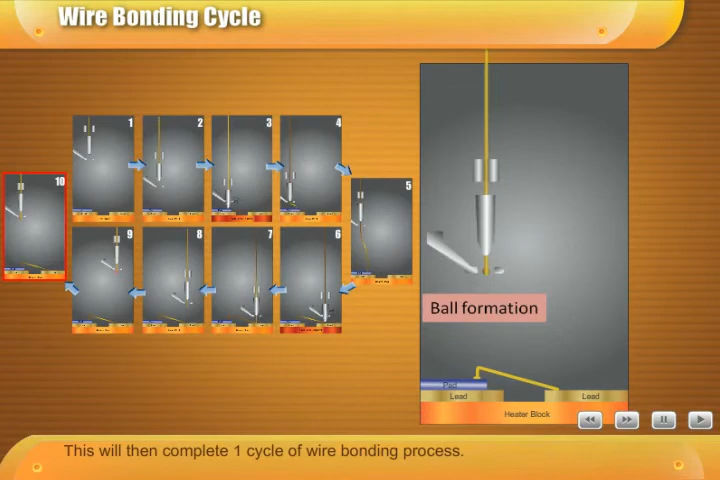 Wire Bonding Cycle
1
2
3
4
5
10
9
8
7
6
Ball formation
Pad
Lead
Lead
Heater Block
This will then complete 1 cycle of wire bonding process.